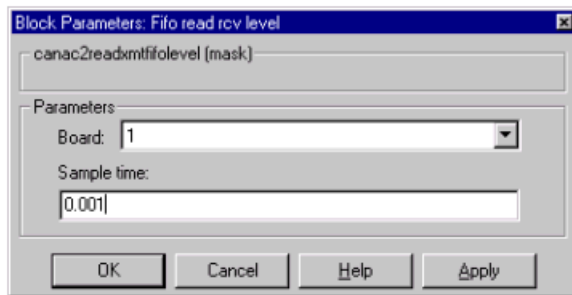 Block Parameters: Fifo read rcv level
canac2readxmtfifolevel (mask)
Parameters
Board: 1
Sample time:
0.001
OK Cancel Help Apply